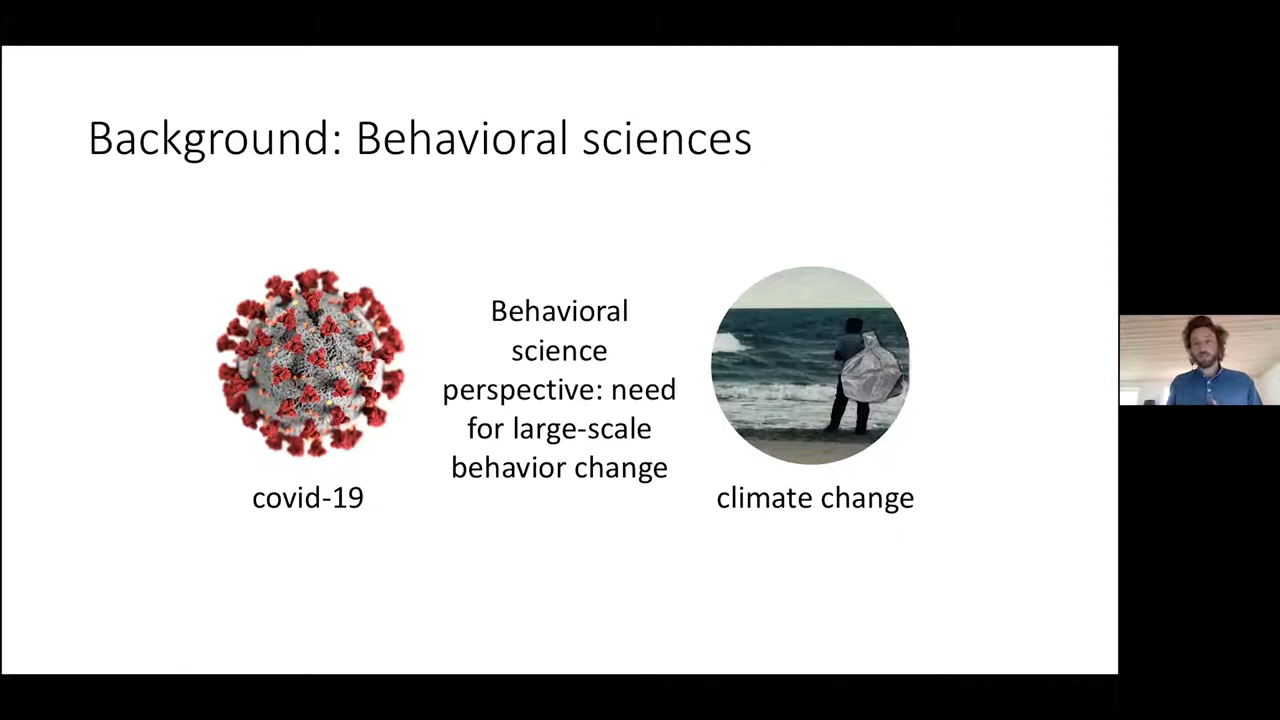 Background: Behavioral sciences
Behavioral
science
perspective: need
for large-scale
behavior change
covid-19
climate change